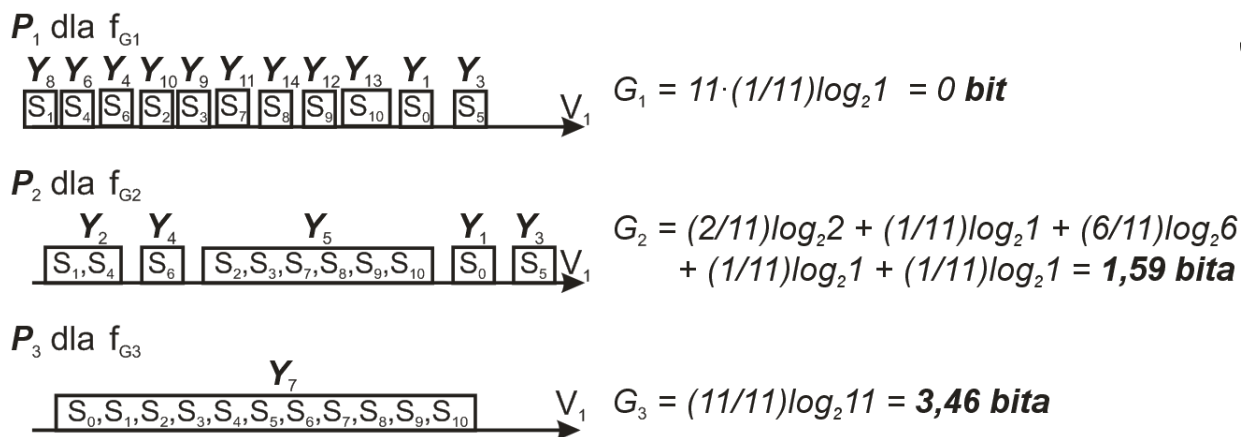 P₁ dla f_G1
Y₈ Y₆ Y₄ Y₁₀ Y₉ Y₁₁ Y₁₄ Y₁₂ Y₁₃ Y₁ Y₃
S₁ S₄ S₆ S₂ S₃ S₇ S₈ S₉ S₁₀ S₀ S₅ V₁
G₁ = 11·(1/11)log₂1 = 0 bit
P₂ dla f_G2
Y₂ Y₄ Y₅ Y₁ Y₃
S₁,S₄ S₆ S₂,S₃,S₇,S₈,S₉,S₁₀ S₀ S₅ V₁
G₂ = (2/11)log₂2 + (1/11)log₂1 + (6/11)log₂6
+ (1/11)log₂1 + (1/11)log₂1 = 1,59 bita
P₃ dla f_G3
Y₇
S₀,S₁,S₂,S₃,S₄,S₅,S₆,S₇,S₈,S₉,S₁₀ V₁
G₃ = (11/11)log₂11 = 3,46 bita